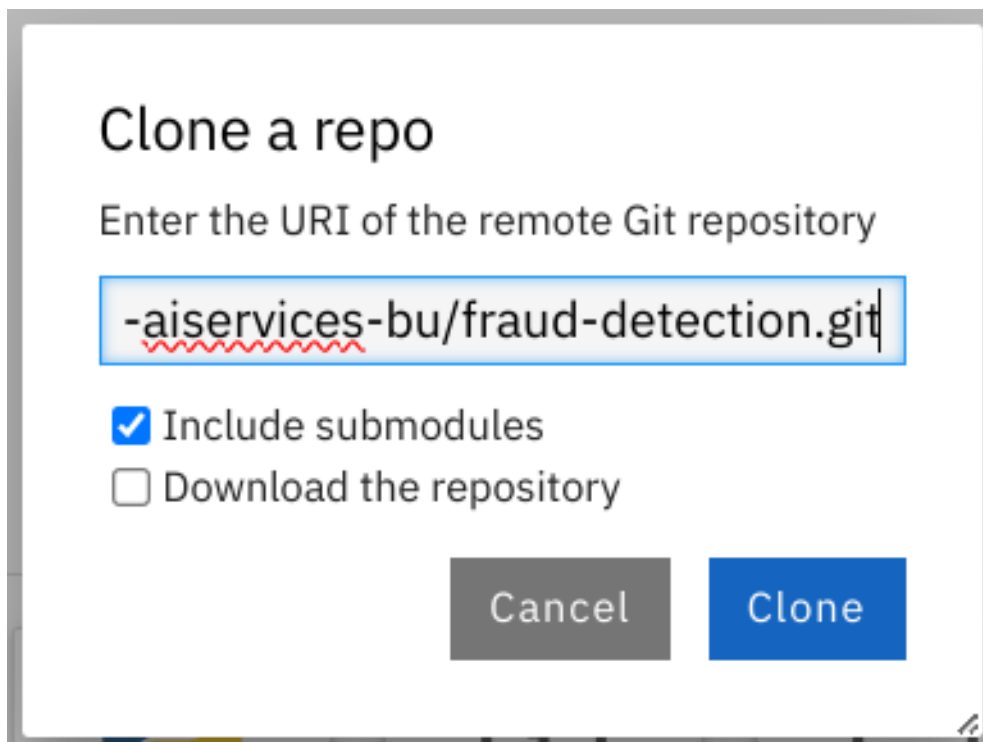 Clone a repo
Enter the URI of the remote Git repository
-aiservices-bu/fraud-detection.git
Include submodules
Download the repository
Cancel Clone